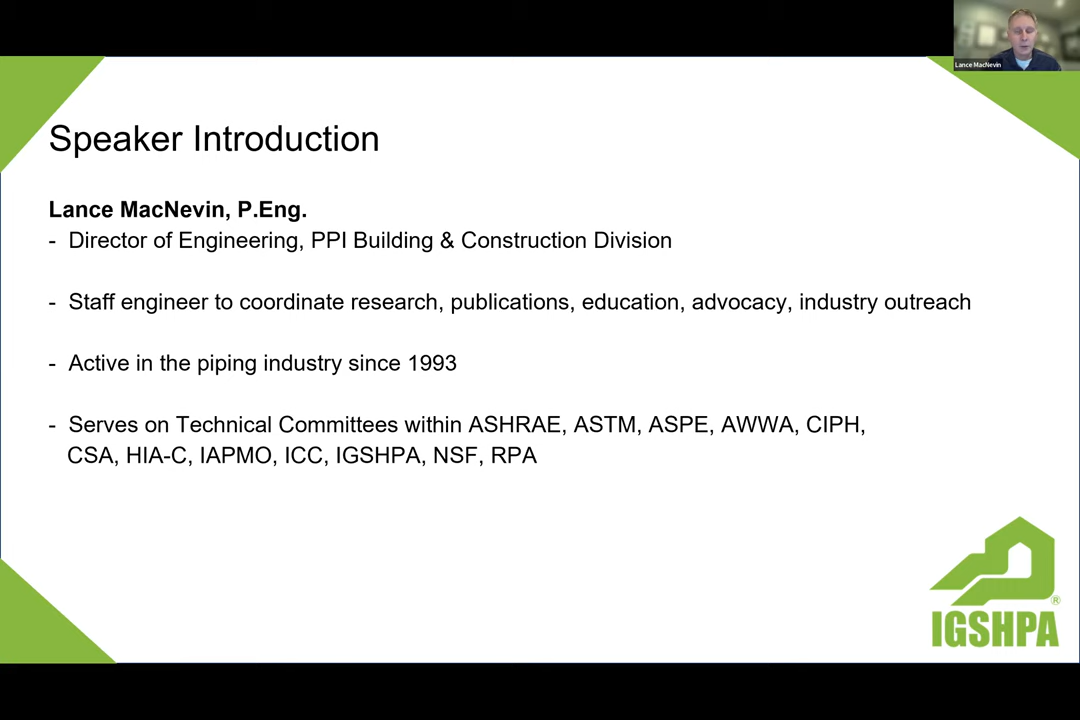 Lance MacNevin
Speaker Introduction
Lance MacNevin, P.Eng.
- Director of Engineering, PPI Building & Construction Division
- Staff engineer to coordinate research, publications, education, advocacy, industry outreach
- Active in the piping industry since 1993
- Serves on Technical Committees within ASHRAE, ASTM, ASPE, AWWA, CIPH,
CSA, HIA-C, IAPMO, ICC, IGSHPA, NSF, RPA
®
IGSHPA